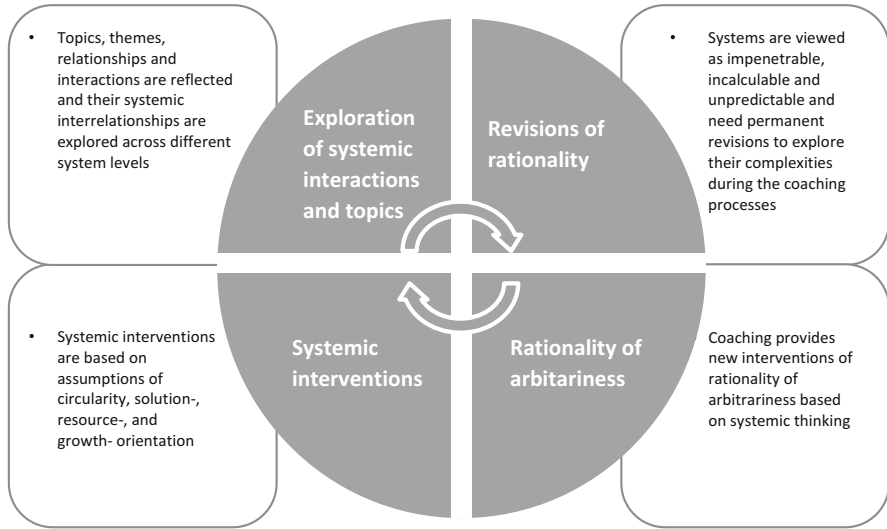 • Topics, themes,
relationships and
interactions are reflected
and their systemic
interrelationships are
explored across different
system levels
Exploration
of systemic
interactions
and topics
Revisions of
rationality
• Systems are viewed
as impenetrable,
incalculable and
unpredictable and
need permanent
revisions to explore
their complexities
during the coaching
processes
• Systemic interventions
are based on
assumptions of
circularity, solution-,
resource-, and
growth- orientation
Systemic
interventions
Rationality of
arbitariness
Coaching provides
new interventions of
rationality of
arbitrariness based
on systemic thinking